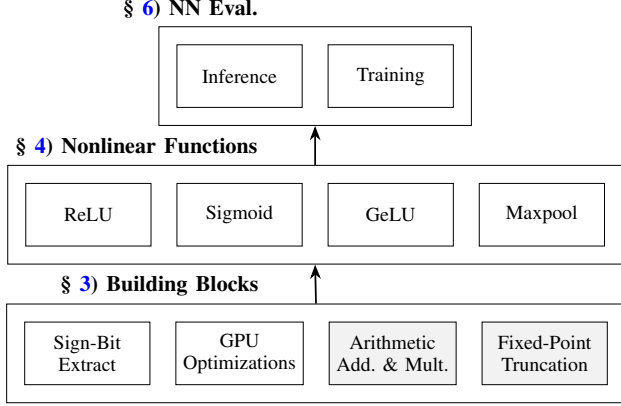 § 6) NN Eval.
Inference Training
§ 4) Nonlinear Functions
ReLU Sigmoid GeLU Maxpool
§ 3) Building Blocks
Sign-Bit GPU Arithmetic Fixed-Point
Extract Optimizations Add. & Mult. Truncation